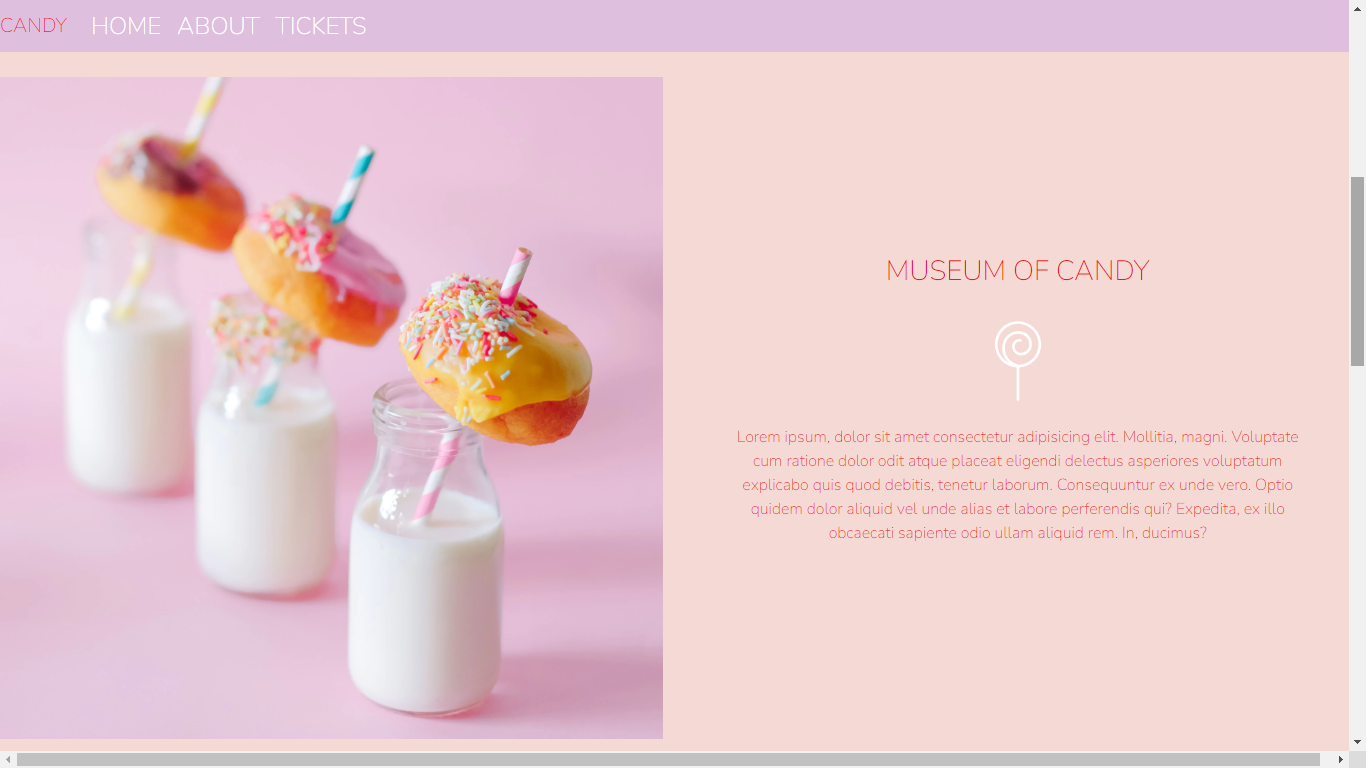 CANDY HOME ABOUT TICKETS
MUSEUM OF CANDY
Lorem ipsum, dolor sit amet consectetur adipisicing elit. Mollitia, magni. Voluptate
cum ratione dolor odit atque placeat eligendi delectus asperiores voluptatum
explicabo quis quod debitis, tenetur laborum. Consequuntur ex unde vero. Optio
quidem dolor aliquid vel unde alias et labore perferendis qui? Expedita, ex illo
obcaecati sapiente odio ullam aliquid rem. In, ducimus?